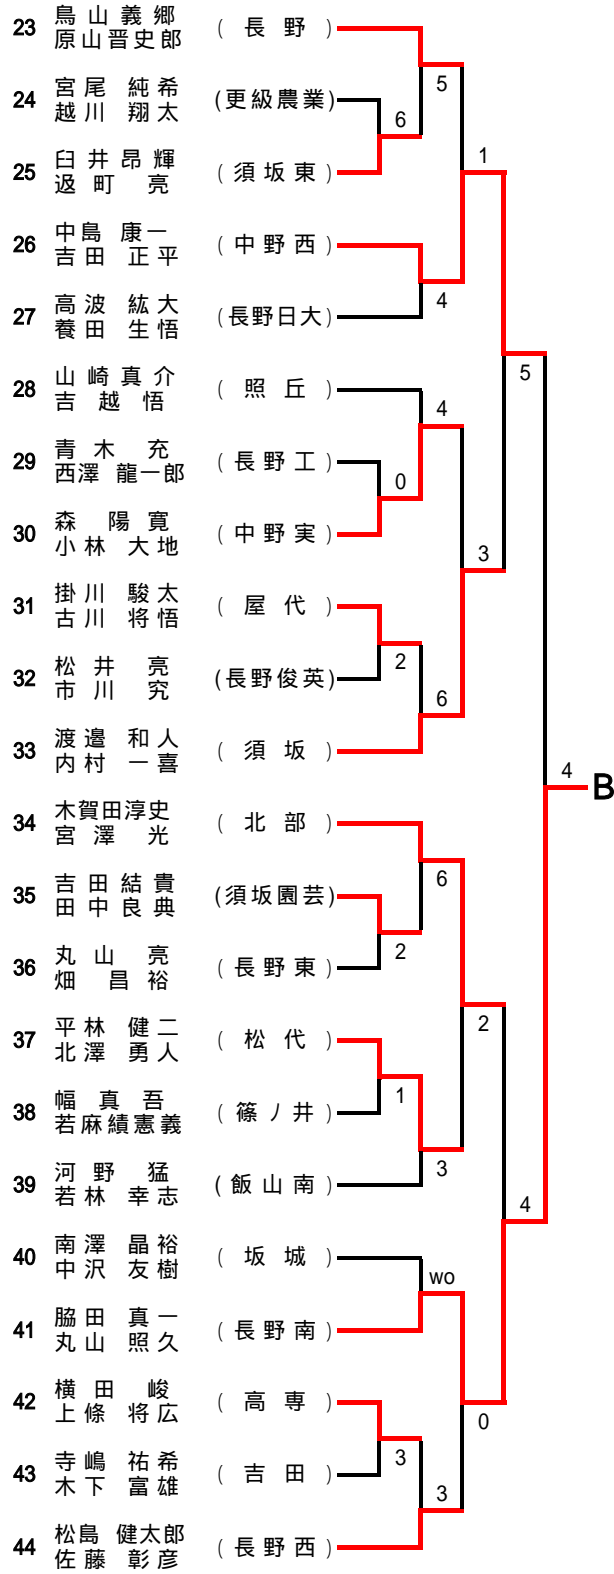 23 鳥山義郷 (長野)
原山晋史郎
5
24 宮尾 純希 (更級農業)
越川 翔太
6
25 臼井昂輝 (須坂東)
返町 亮
1
26 中島 康一 (中野西)
吉田 正平
4
27 高波 紘大 (長野日大)
養田 生悟
5
28 山崎真介 (照丘)
吉越悟
4
29 青木 充 (長野工)
西澤 龍一郎
0
30 森 陽寛 (中野実)
小林 大地
3
31 掛川 駿太 (屋代)
古川 将悟
2
32 松井 亮 (長野俊英)
市川 究
6
33 渡邉 和人 (須坂)
内村 一喜
4 B
34 木賀田淳史 (北部)
宮澤 光
6
35 吉田結貴 (須坂園芸)
田中良典
2
36 丸山 亮 (長野東)
畑 昌裕
2
37 平林 健二 (松代)
北澤 勇人
1
38 幅 真吾 (篠ノ井)
若麻績憲義
3
39 河野 猛 (飯山南)
若林 幸志
4
40 南澤 晶裕 (坂城)
中沢 友樹
wo
41 脇田 真一 (長野南)
丸山 照久
42 横田 峻 (高専)
上條 将広
0
3
43 寺嶋 祐希 (吉田)
木下 富雄
3
44 松島 健太郎 (長野西)
佐藤 彰彦